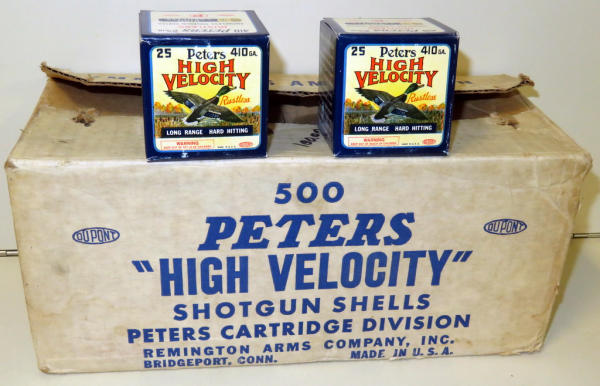 25 Peters 410 GA.
HIGH
VELOCITY
Rustless
LONG RANGE HARD HITTING
WARNING
25 Peters 410 GA.
HIGH
VELOCITY
Rustless
LONG RANGE HARD HITTING
WARNING
500
DUPONT PETERS DUPONT
"HIGH VELOCITY"
SHOTGUN SHELLS
PETERS CARTRIDGE DIVISION
REMINGTON ARMS COMPANY, INC.
BRIDGEPORT, CONN. MADE IN U.S.A.